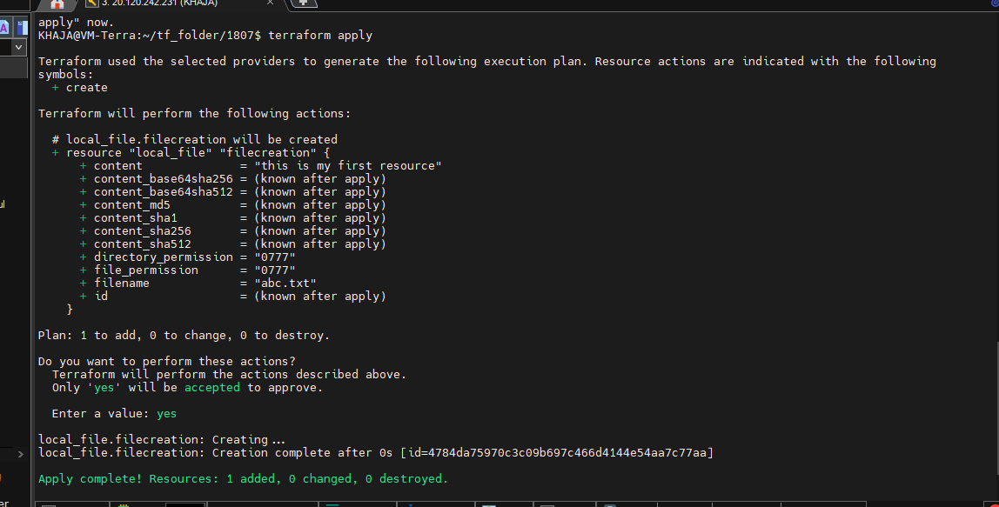 3. 20.120.242.231 (KHAJA)
apply" now.
KHAJA@VM-Terra:~/tf_folder/1807$ terraform apply
Terraform used the selected providers to generate the following execution plan. Resource actions are indicated with the following
symbols:
+ create
Terraform will perform the following actions:
# local_file.filecreation will be created
+ resource "local_file" "filecreation" {
+ content = "this is my first resource"
+ content_base64sha256 = (known after apply)
+ content_base64sha512 = (known after apply)
+ content_md5 = (known after apply)
+ content_sha1 = (known after apply)
+ content_sha256 = (known after apply)
+ content_sha512 = (known after apply)
+ directory_permission = "0777"
+ file_permission = "0777"
+ filename = "abc.txt"
+ id = (known after apply)
}
Plan: 1 to add, 0 to change, 0 to destroy.
Do you want to perform these actions?
Terraform will perform the actions described above.
Only 'yes' will be accepted to approve.
Enter a value: yes
local_file.filecreation: Creating...
local_file.filecreation: Creation complete after 0s [id=4784da75970c3c09b697c466d4144e54aa7c77aa]
Apply complete! Resources: 1 added, 0 changed, 0 destroyed.